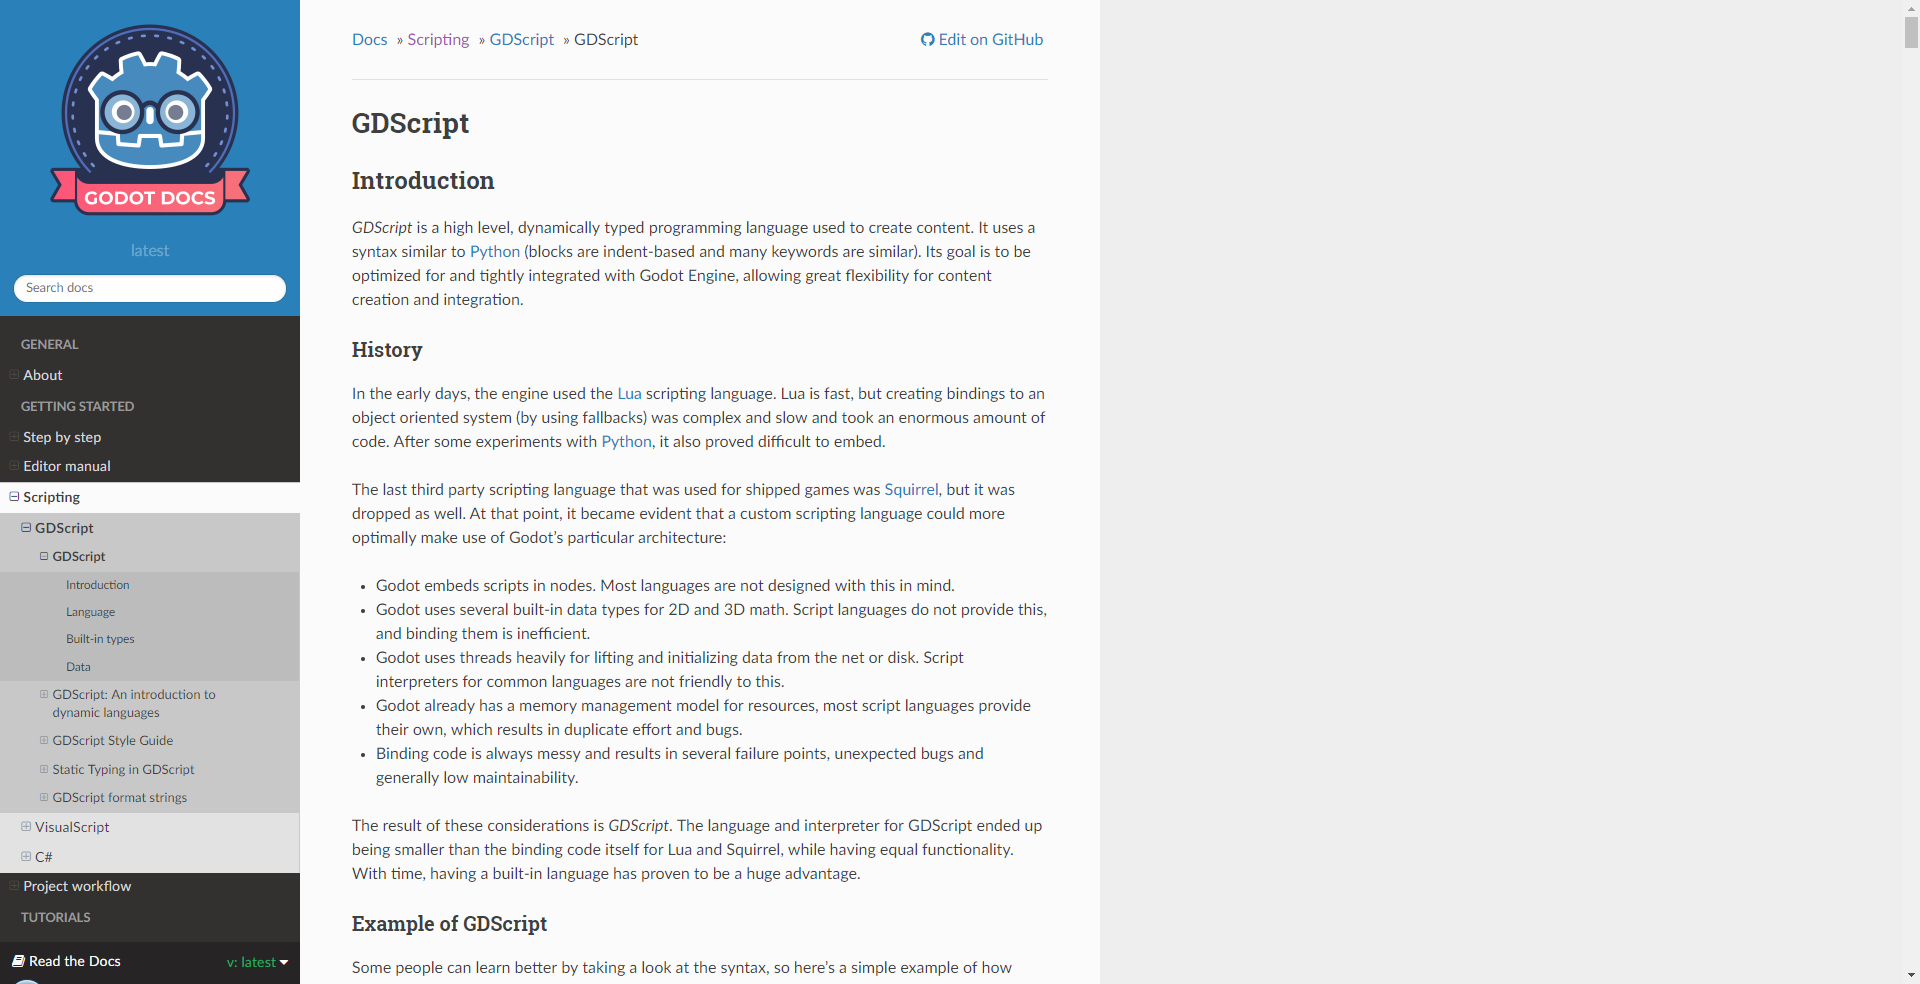 GODOT DOCS
latest
Search docs
GENERAL
About
GETTING STARTED
Step by step
Editor manual
Scripting
GDScript
GDScript
Introduction
Language
Built-in types
Data
GDScript: An introduction to
dynamic languages
GDScript Style Guide
Static Typing in GDScript
GDScript format strings
VisualScript
C#
Project workflow
TUTORIALS
Read the Docs v: latest
Docs » Scripting » GDScript » GDScript Edit on GitHub
GDScript
Introduction
GDScript is a high level, dynamically typed programming language used to create content. It uses a
syntax similar to Python (blocks are indent-based and many keywords are similar). Its goal is to be
optimized for and tightly integrated with Godot Engine, allowing great flexibility for content
creation and integration.
History
In the early days, the engine used the Lua scripting language. Lua is fast, but creating bindings to an
object oriented system (by using fallbacks) was complex and slow and took an enormous amount of
code. After some experiments with Python, it also proved difficult to embed.
The last third party scripting language that was used for shipped games was Squirrel, but it was
dropped as well. At that point, it became evident that a custom scripting language could more
optimally make use of Godot’s particular architecture:
• Godot embeds scripts in nodes. Most languages are not designed with this in mind.
• Godot uses several built-in data types for 2D and 3D math. Script languages do not provide this,
and binding them is inefficient.
• Godot uses threads heavily for lifting and initializing data from the net or disk. Script
interpreters for common languages are not friendly to this.
• Godot already has a memory management model for resources, most script languages provide
their own, which results in duplicate effort and bugs.
• Binding code is always messy and results in several failure points, unexpected bugs and
generally low maintainability.
The result of these considerations is GDScript. The language and interpreter for GDScript ended up
being smaller than the binding code itself for Lua and Squirrel, while having equal functionality.
With time, having a built-in language has proven to be a huge advantage.
Example of GDScript
Some people can learn better by taking a look at the syntax, so here’s a simple example of how